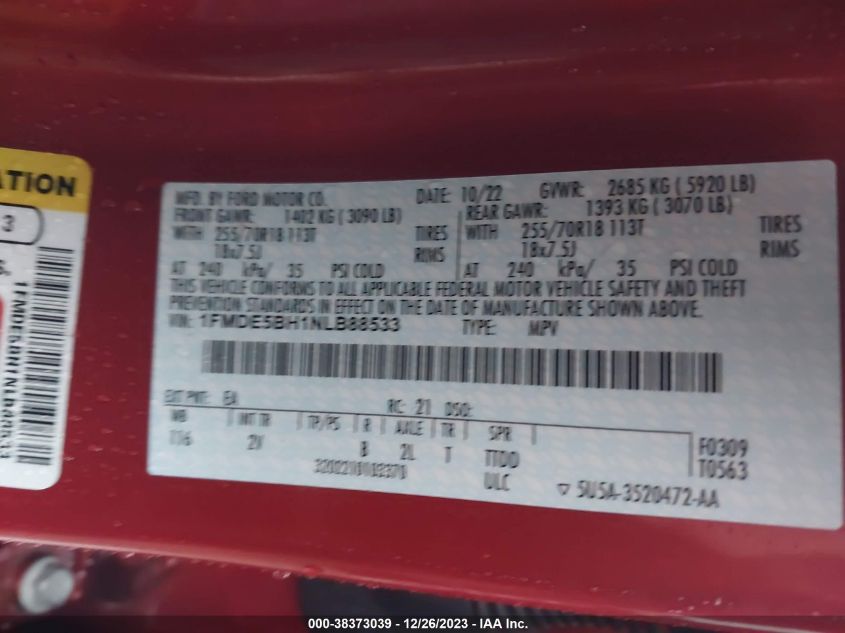 ATION
3
S.
1FMDE5BH1NLB88533
MFD. BY FORD MOTOR CO. DATE: 10/22 GVWR: 2685 KG ( 5920 LB)
FRONT GAWR: 1402 KG ( 3090 LB) REAR GAWR: 1393 KG ( 3070 LB)
WITH 255/70R18 113T TIRES WITH 255/70R18 113T TIRES
18x7.5J RIMS 18x7.5J RIMS
AT 240 kPa/ 35 PSI COLD AT 240 kPa/ 35 PSI COLD
THIS VEHICLE CONFORMS TO ALL APPLICABLE FEDERAL MOTOR VEHICLE SAFETY AND THEFT
PREVENTION STANDARDS IN EFFECT ON THE DATE OF MANUFACTURE SHOWN ABOVE.
VIN: 1FMDE5BH1NLB88533 TYPE: MPV
EXT PNT: EA RC: 21 DSO:
WB INT TR TP/PS R AXLE TR SPR
116 2V B 2L T TTDD
ULC
F0309
T0563
▽ 5U5A-3520472-AA
000-38373039 - 12/26/2023 - IAA Inc.